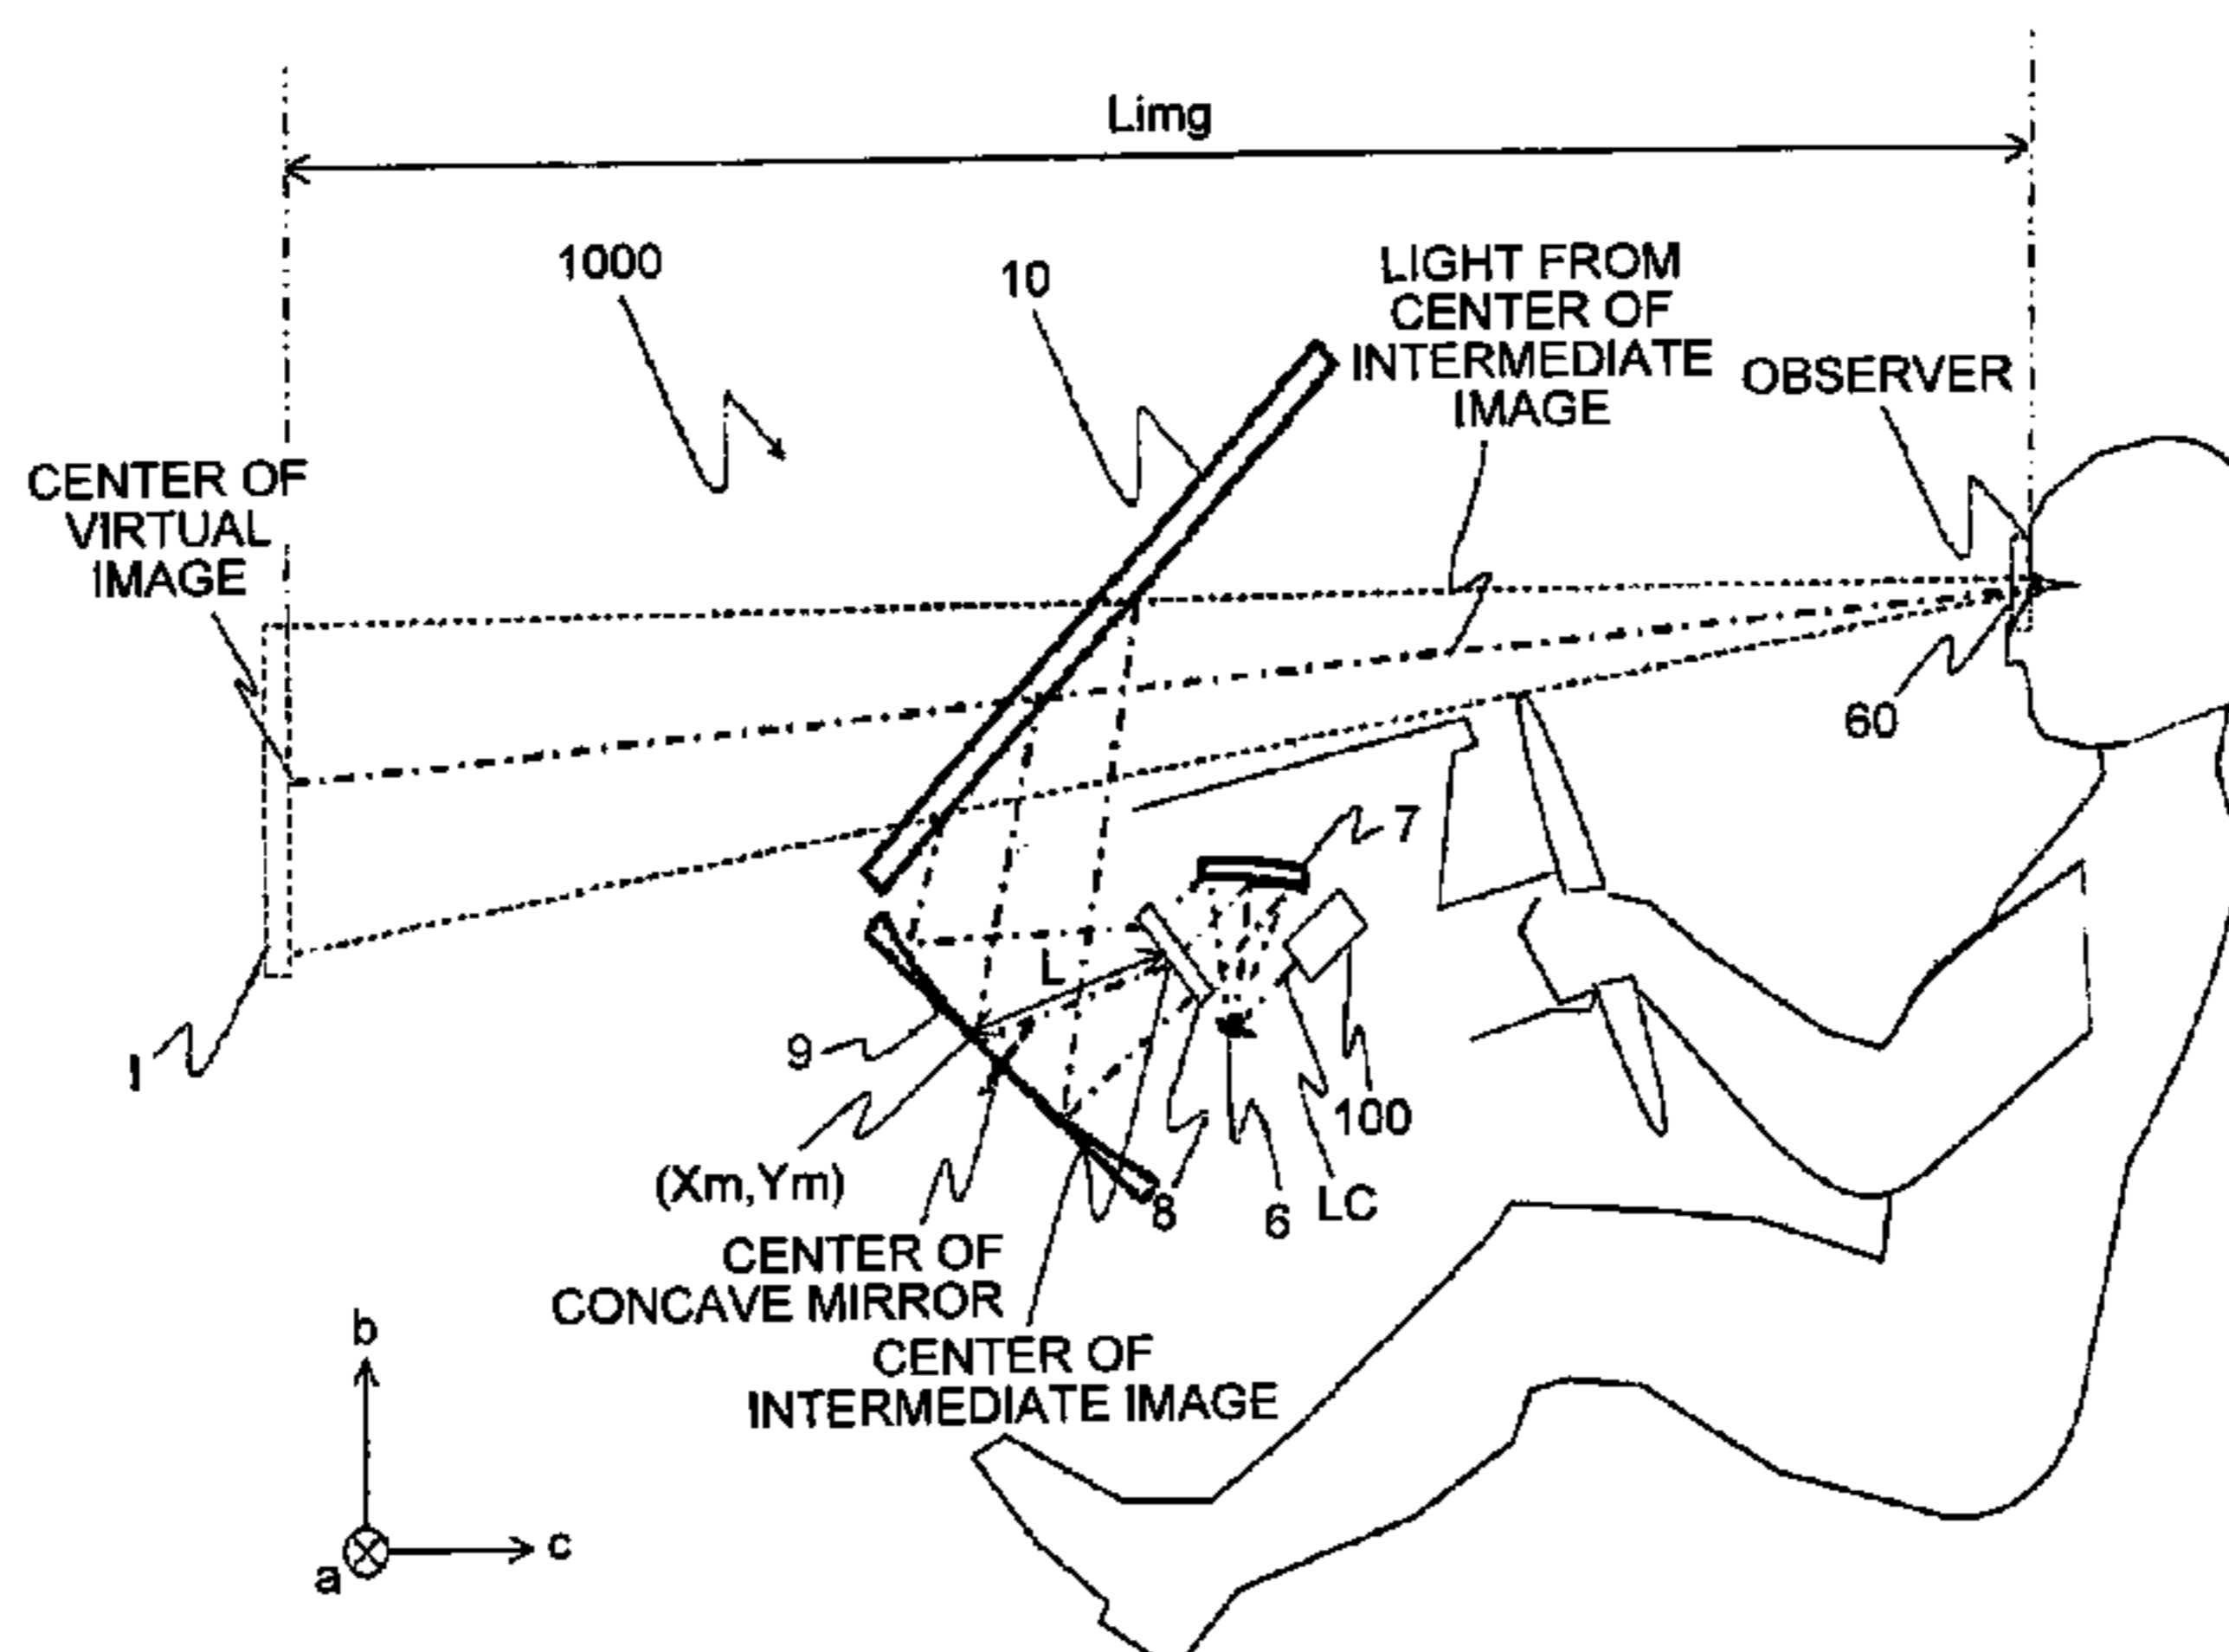 Limg
1000
10
LIGHT FROM
CENTER OF
INTERMEDIATE
IMAGE
OBSERVER
CENTER OF
VIRTUAL
IMAGE
60
7
L
9
I
100
(Xm,Ym)
8
6
LC
CENTER OF
CONCAVE MIRROR
CENTER OF
INTERMEDIATE IMAGE
b
c
a